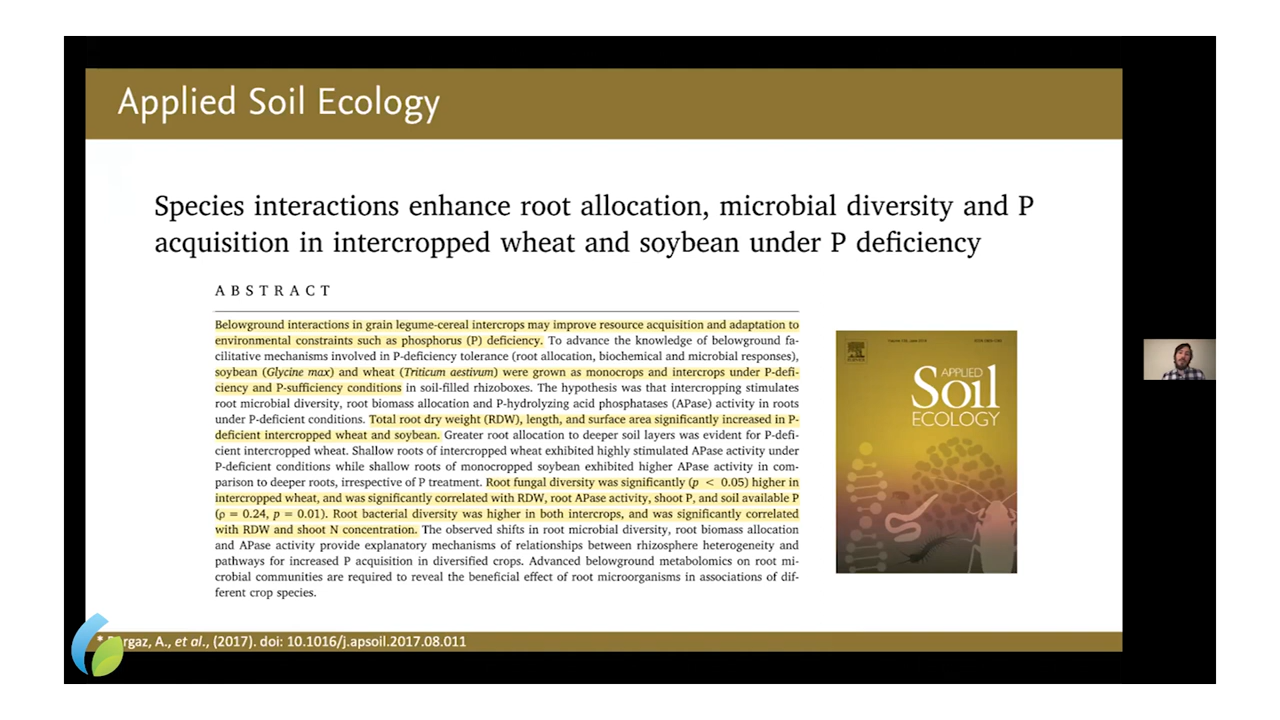 Applied Soil Ecology
Species interactions enhance root allocation, microbial diversity and P
acquisition in intercropped wheat and soybean under P deficiency
ABSTRACT
Belowground interactions in grain legume-cereal intercrops may improve resource acquisition and adaptation to
environmental constraints such as phosphorus (P) deficiency. To advance the knowledge of belowground fa-
cilitative mechanisms involved in P-deficiency tolerance (root allocation, biochemical and microbial responses),
soybean (Glycine max) and wheat (Triticum aestivum) were grown as monocrops and intercrops under P-defi-
ciency and P-sufficiency conditions in soil-filled rhizoboxes. The hypothesis was that intercropping stimulates
root microbial diversity, root biomass allocation and P-hydrolyzing acid phosphatases (APase) activity in roots
under P-deficient conditions. Total root dry weight (RDW), length, and surface area significantly increased in P-
deficient intercropped wheat and soybean. Greater root allocation to deeper soil layers was evident for P-defi-
cient intercropped wheat. Shallow roots of intercropped wheat exhibited highly stimulated APase activity under
P-deficient conditions while shallow roots of monocropped soybean exhibited higher APase activity in com-
parison to deeper roots, irrespective of P treatment. Root fungal diversity was significantly (p < 0.05) higher in
intercropped wheat, and was significantly correlated with RDW, root APase activity, shoot P, and soil available P
(ρ = 0.24, p = 0.01). Root bacterial diversity was higher in both intercrops, and was significantly correlated
with RDW and shoot N concentration. The observed shifts in root microbial diversity, root biomass allocation
and APase activity provide explanatory mechanisms of relationships between rhizosphere heterogeneity and
pathways for increased P acquisition in diversified crops. Advanced belowground metabolomics on root mi-
crobial communities are required to reveal the beneficial effect of root microorganisms in associations of dif-
ferent crop species.
APPLIED
Soil
ECOLOGY
A., et al., (2017). doi: 10.1016/j.apsoil.2017.08.011